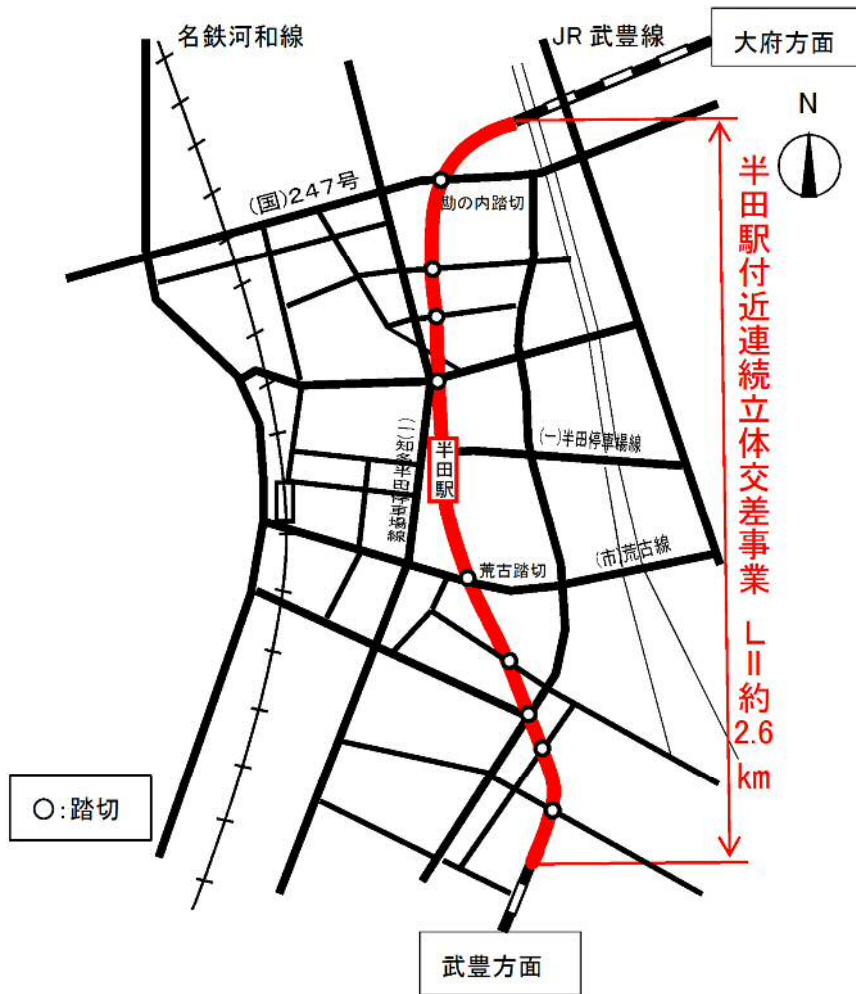 名鉄河和線
JR武豊線
大府方面
N
(国)247号
勘の内踏切
半田駅付近連続立体交差事業 L=約2.6km
(一)半田停車場線
半田駅
(一)知多半田停車場線
荒古踏切
(市)荒古線
○:踏切
武豊方面